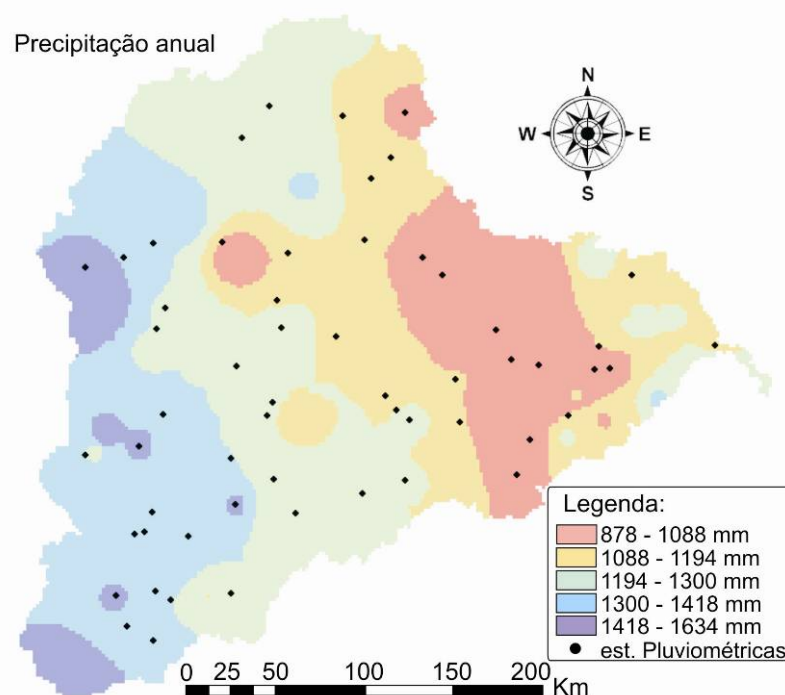 Precipitação anual
N
W E
S
Legenda:
878 - 1088 mm
1088 - 1194 mm
1194 - 1300 mm
1300 - 1418 mm
1418 - 1634 mm
est. Pluviométricas
0 25 50 100 150 200
Km